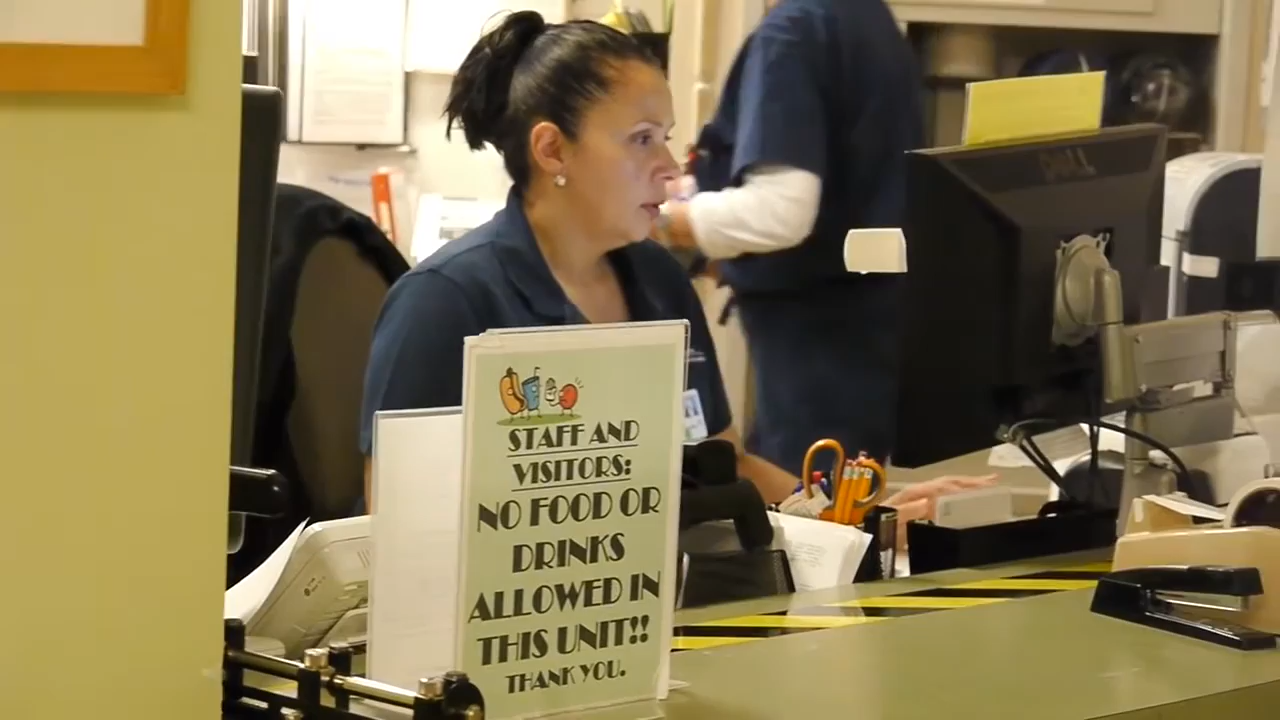 DELL
STAFF AND
VISITORS:
NO FOOD OR
DRINKS
ALLOWED IN
THIS UNIT!!
THANK YOU.